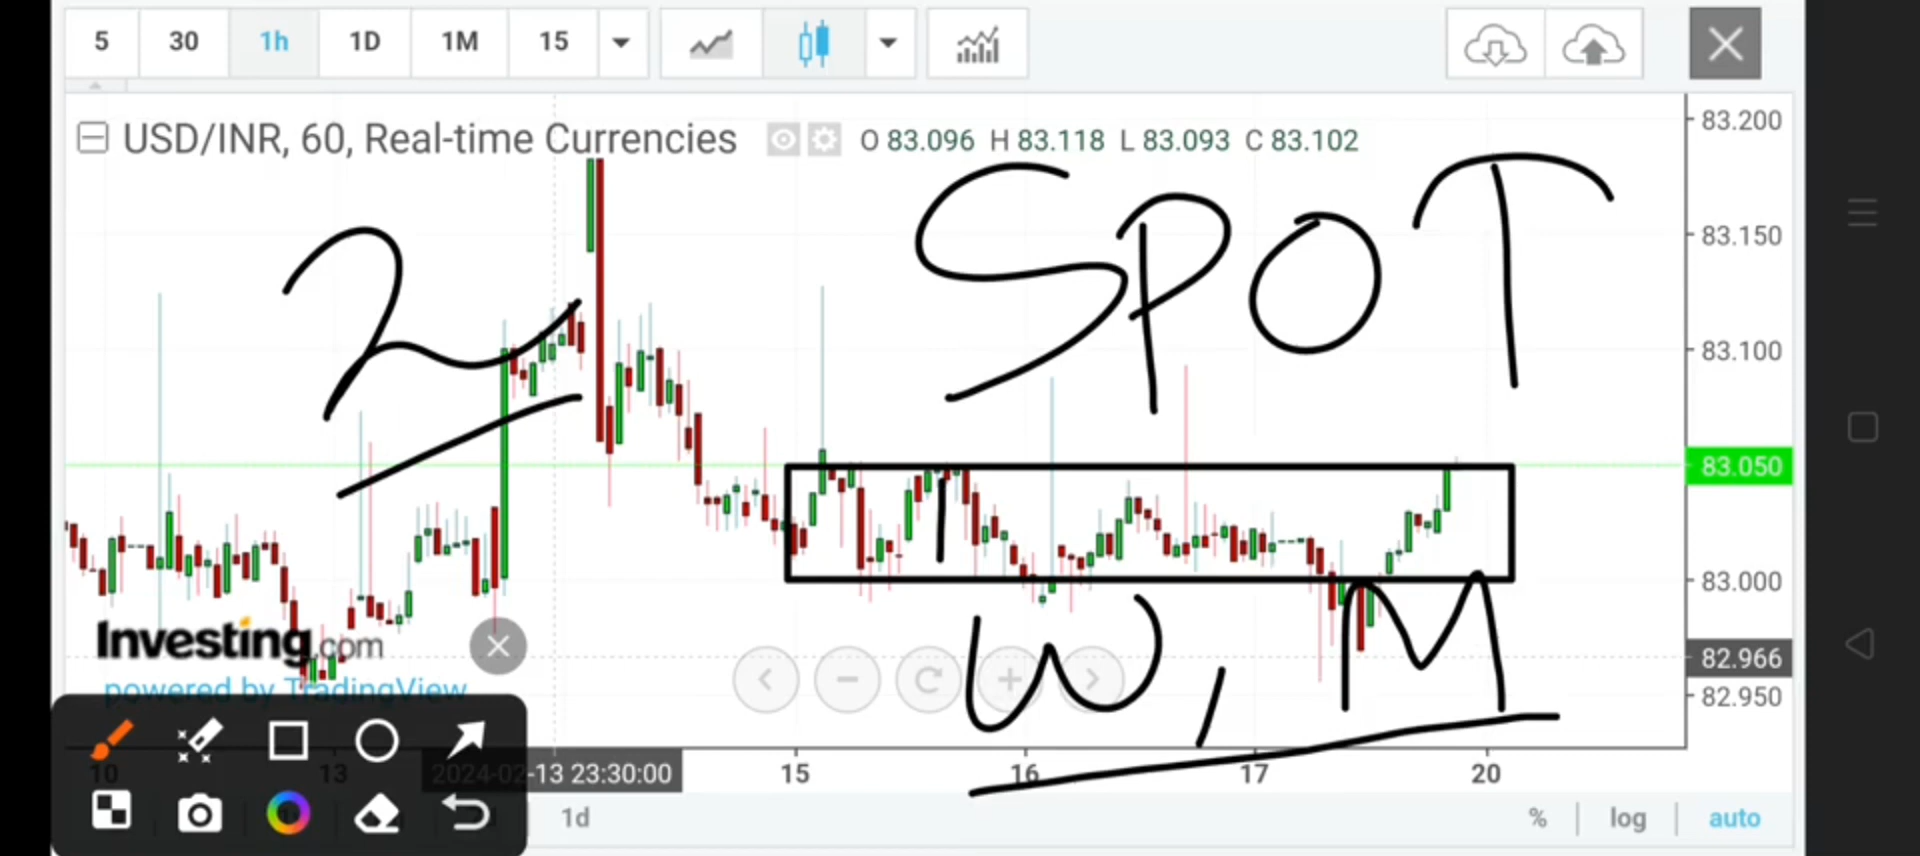 5 30 1h 1D 1M 15
USD/INR, 60, Real-time Currencies O 83.096 H 83.118 L 83.093 C 83.102
83.200
83.150
83.100
83.050
83.000
82.966
82.950
2
SPOT
W, M
Investing.com
powered by TradingView
10 13 2024-02-13 23:30:00 15 16 17 20
1d % log auto